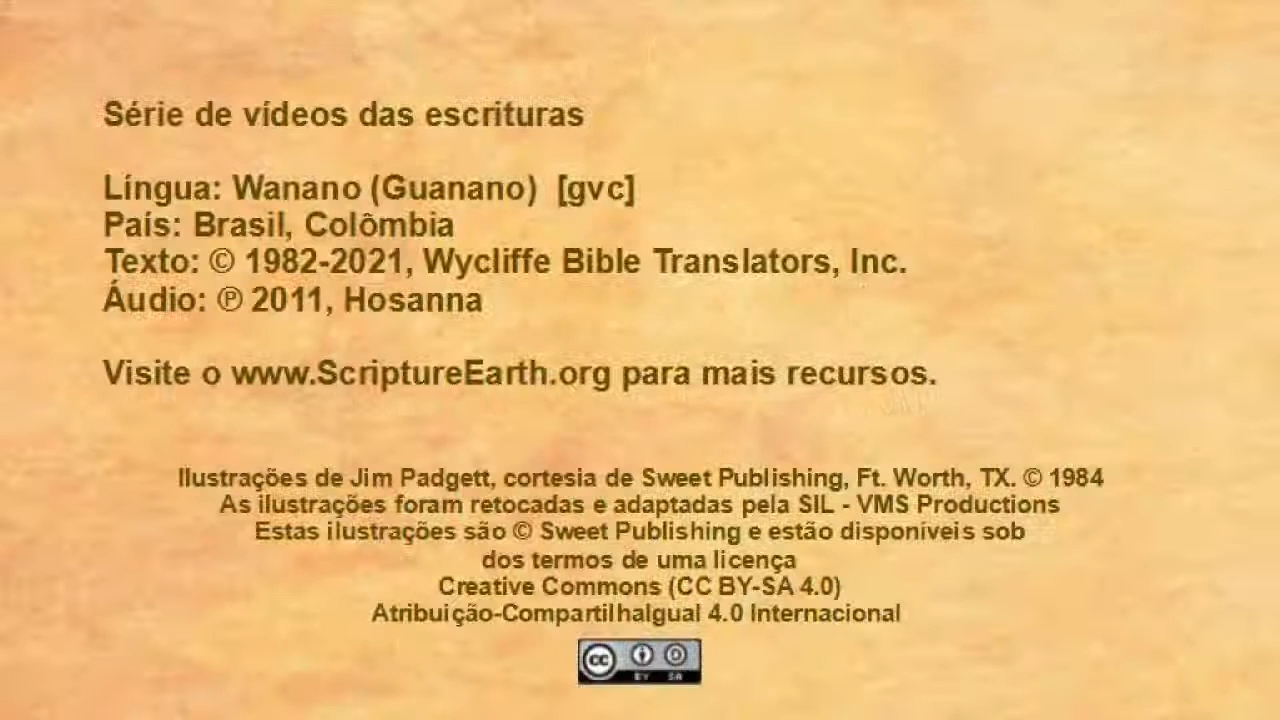 Série de vídeos das escrituras
Língua: Wanano (Guanano) [gvc]
País: Brasil, Colômbia
Texto: © 1982-2021, Wycliffe Bible Translators, Inc.
Áudio: ℗ 2011, Hosanna
Visite o www.ScriptureEarth.org para mais recursos.
Ilustrações de Jim Padgett, cortesia de Sweet Publishing, Ft. Worth, TX. © 1984
As ilustrações foram retocadas e adaptadas pela SIL - VMS Productions
Estas ilustrações são © Sweet Publishing e estão disponíveis sob
dos termos de uma licença
Creative Commons (CC BY-SA 4.0)
Atribuição-CompartilhaIgual 4.0 Internacional
cc BY SA